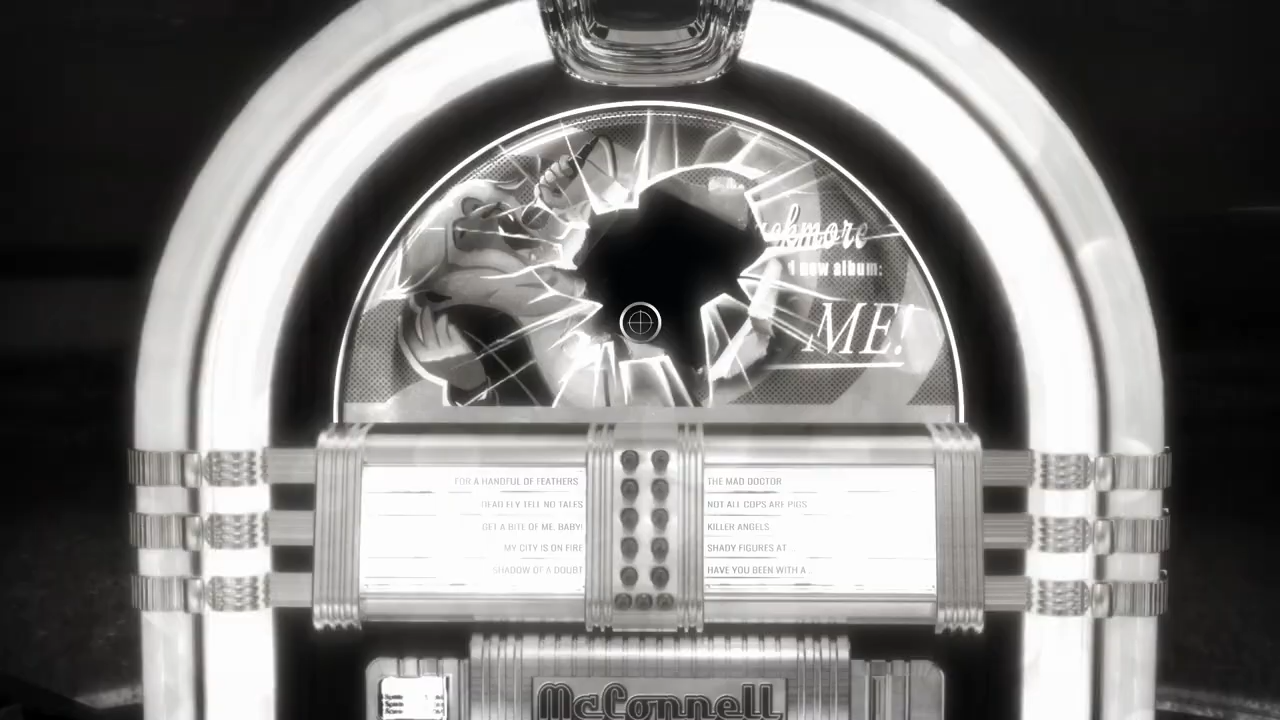 ckmore
new album:
ME!
FOR A HANDFUL OF FEATHERS
DEAD FLY TELL NO TALES
GET A BITE OF ME, BABY!
MY CITY IS ON FIRE
SHADOW OF A DOUBT
THE MAD DOCTOR
NOT ALL COPS ARE PIGS
KILLER ANGELS
SHADY FIGURES AT
HAVE YOU BEEN WITH A
McConnell